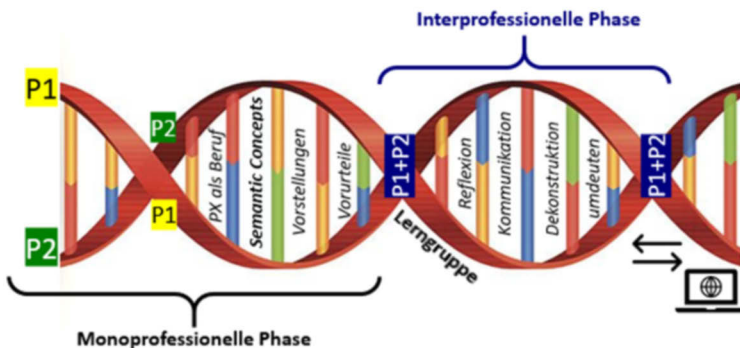 Interprofessionelle Phase
P1
P2
P2
P1
PX als Beruf
Semantic Concepts
Vorstellungen
Vorurteile
P1+P2
Lerngruppe
Reflexion
Kommunikation
Dekonstruktion
umdeuten
P1+P2
Monoprofessionelle Phase